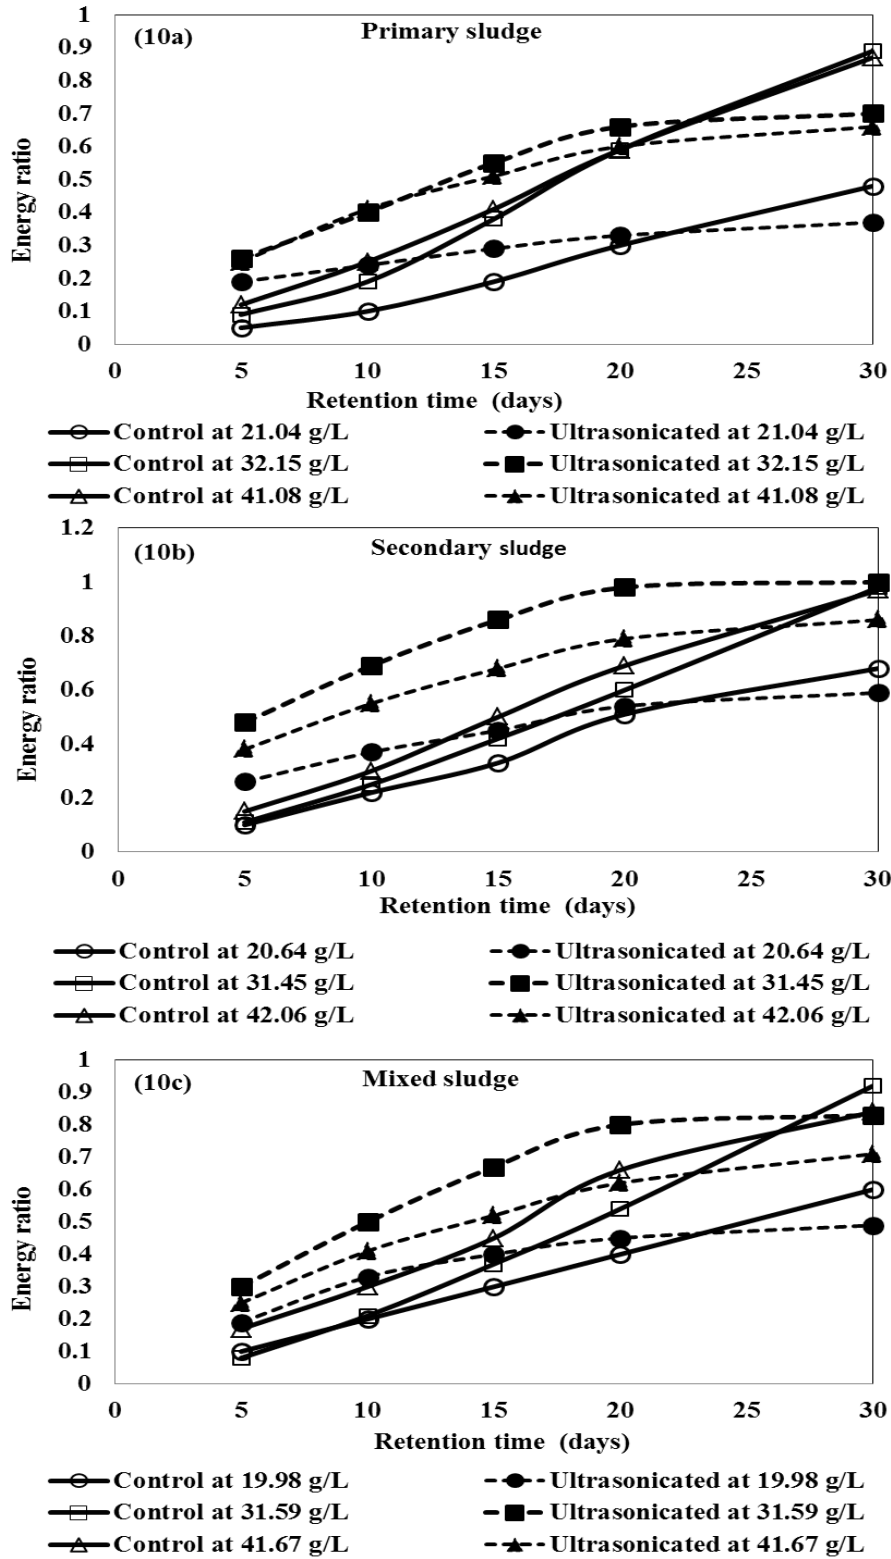 (10a) Primary sludge
1
0.9
0.8
0.7
0.6
0.5
0.4
0.3
0.2
0.1
0
Energy ratio
0 5 10 15 20 25 30
Retention time (days)
Control at 21.04 g/L Ultrasonicated at 21.04 g/L
Control at 32.15 g/L Ultrasonicated at 32.15 g/L
Control at 41.08 g/L Ultrasonicated at 41.08 g/L
(10b) Secondary sludge
1.2
1
0.8
0.6
0.4
0.2
0
Energy ratio
0 5 10 15 20 25 30
Retention time (days)
Control at 20.64 g/L Ultrasonicated at 20.64 g/L
Control at 31.45 g/L Ultrasonicated at 31.45 g/L
Control at 42.06 g/L Ultrasonicated at 42.06 g/L
(10c) Mixed sludge
1
0.9
0.8
0.7
0.6
0.5
0.4
0.3
0.2
0.1
0
Energy ratio
0 5 10 15 20 25 30
Retention time (days)
Control at 19.98 g/L Ultrasonicated at 19.98 g/L
Control at 31.59 g/L Ultrasonicated at 31.59 g/L
Control at 41.67 g/L Ultrasonicated at 41.67 g/L